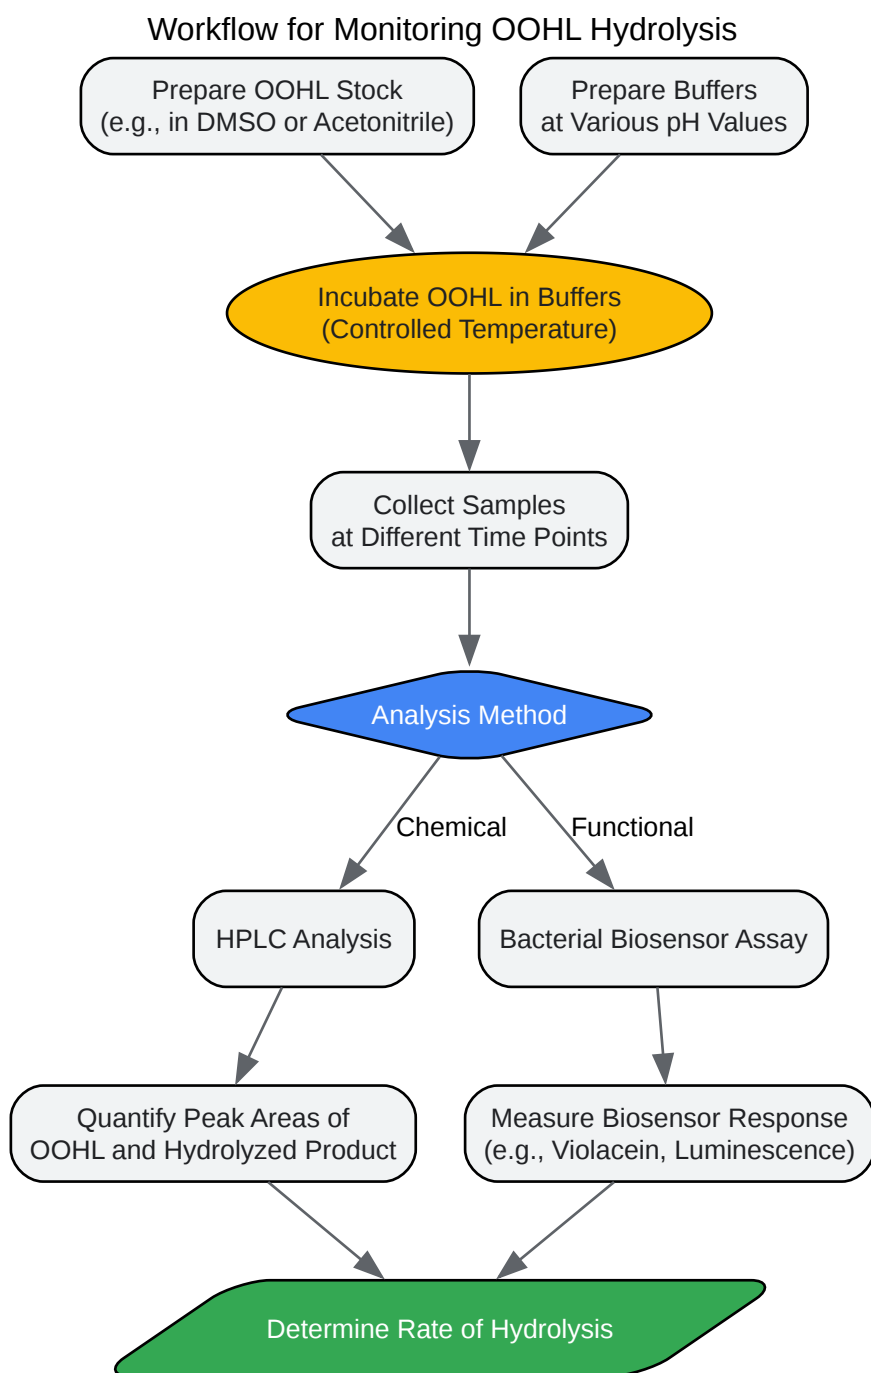 Workflow for Monitoring OOHL Hydrolysis
Prepare OOHL Stock
(e.g., in DMSO or Acetonitrile)
Prepare Buffers
at Various pH Values
Incubate OOHL in Buffers
(Controlled Temperature)
Collect Samples
at Different Time Points
Analysis Method
Chemical
Functional
HPLC Analysis
Bacterial Biosensor Assay
Quantify Peak Areas of
OOHL and Hydrolyzed Product
Measure Biosensor Response
(e.g., Violacein, Luminescence)
Determine Rate of Hydrolysis